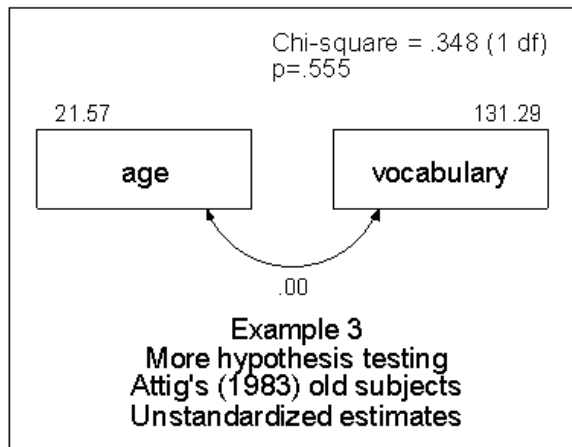 Chi-square = .348 (1 df)
p=.555
21.57
131.29
age
vocabulary
.00
Example 3
More hypothesis testing
Attig's (1983) old subjects
Unstandardized estimates